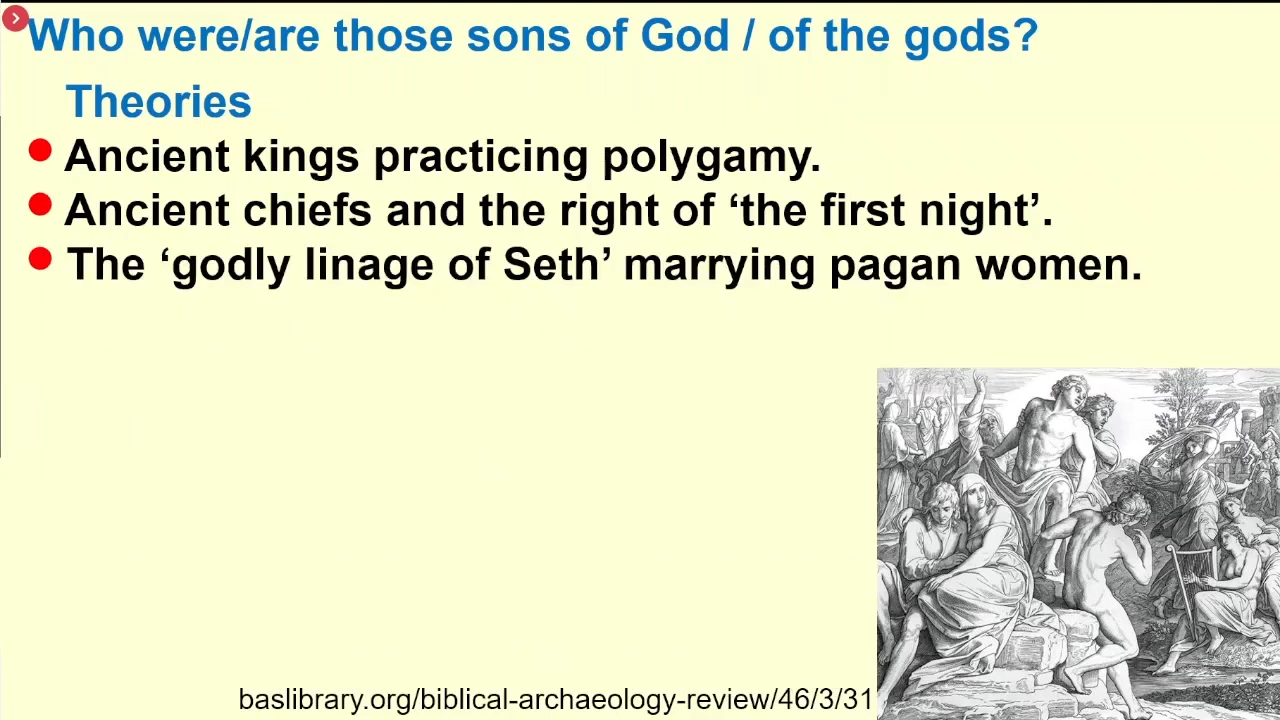 Who were/are those sons of God / of the gods?
Theories
Ancient kings practicing polygamy.
Ancient chiefs and the right of ‘the first night’.
The ‘godly linage of Seth’ marrying pagan women.
baslibrary.org/biblical-archaeology-review/46/3/31